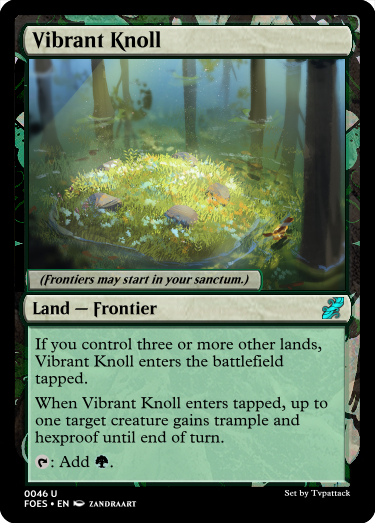 Vibrant Knoll
(Frontiers may start in your sanctum.)
Land — Frontier
If you control three or more other lands,
Vibrant Knoll enters the battlefield
tapped.
When Vibrant Knoll enters tapped, up to
one target creature gains trample and
hexproof until end of turn.
: Add .
0046 U
Set by Tvpattack
FOES • EN ZANDRAART